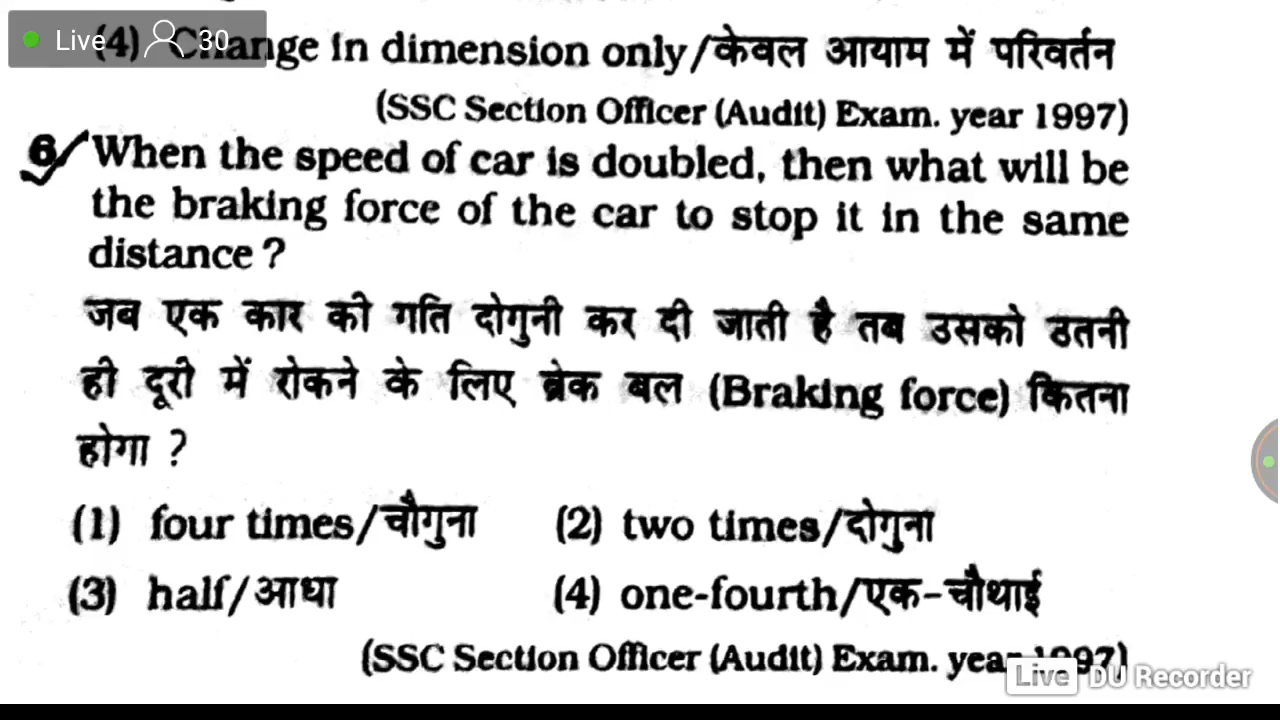 Live 30
(4) Change in dimension only/केवल आयाम में परिवर्तन
(SSC Section Officer (Audit) Exam. year 1997)
6. When the speed of car is doubled, then what will be
the braking force of the car to stop it in the same
distance ?
जब एक कार की गति दोगुनी कर दी जाती है तब उसको उतनी
ही दूरी में रोकने के लिए ब्रेक बल (Braking force) कितना
होगा ?
(1) four times/चौगुना (2) two times/दोगुना
(3) half/आधा (4) one-fourth/एक-चौथाई
(SSC Section Officer (Audit) Exam. year 1997)
Live DU Recorder